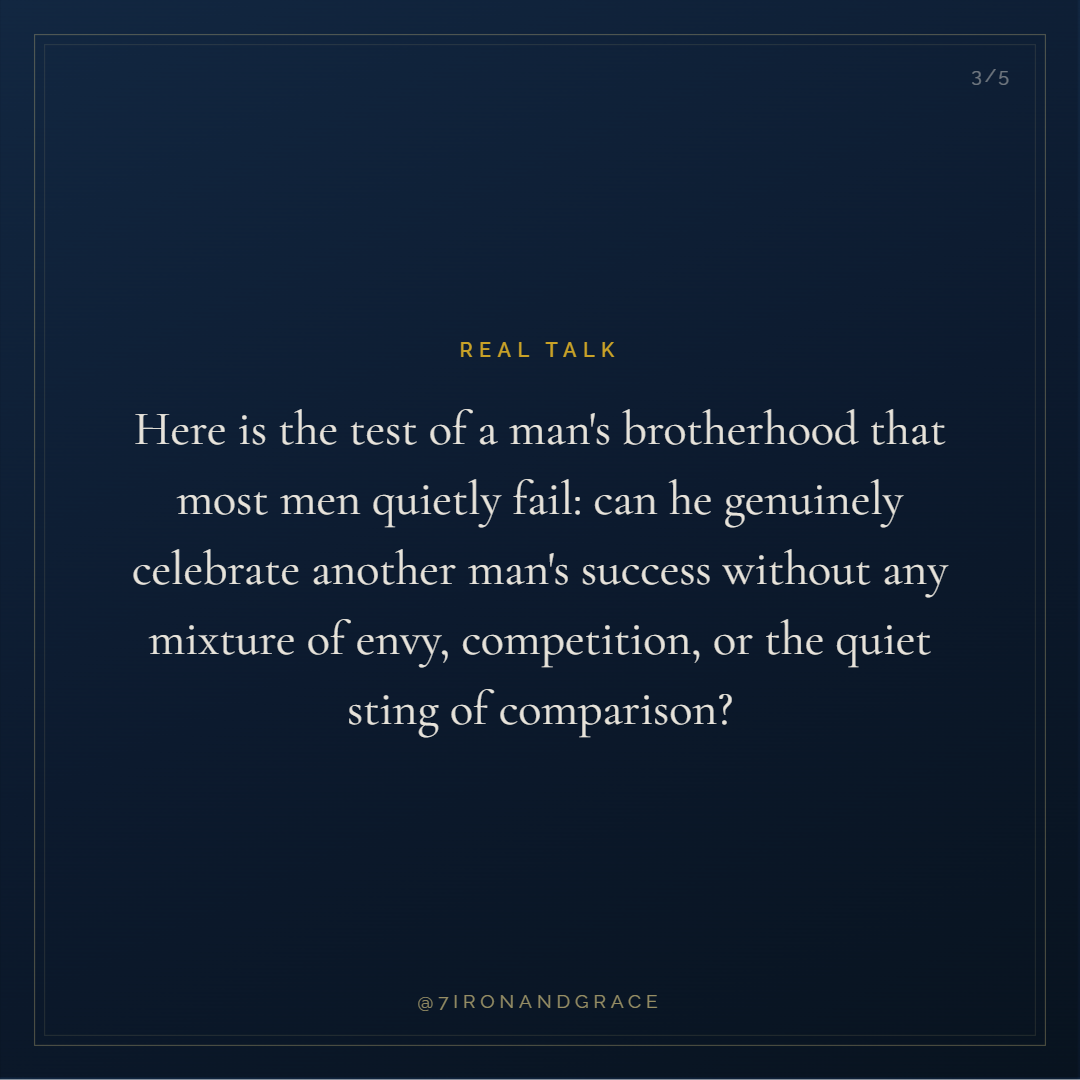 3/5
REAL TALK
Here is the test of a man's brotherhood that
most men quietly fail: can he genuinely
celebrate another man's success without any
mixture of envy, competition, or the quiet
sting of comparison?
@7IRONANDGRACE